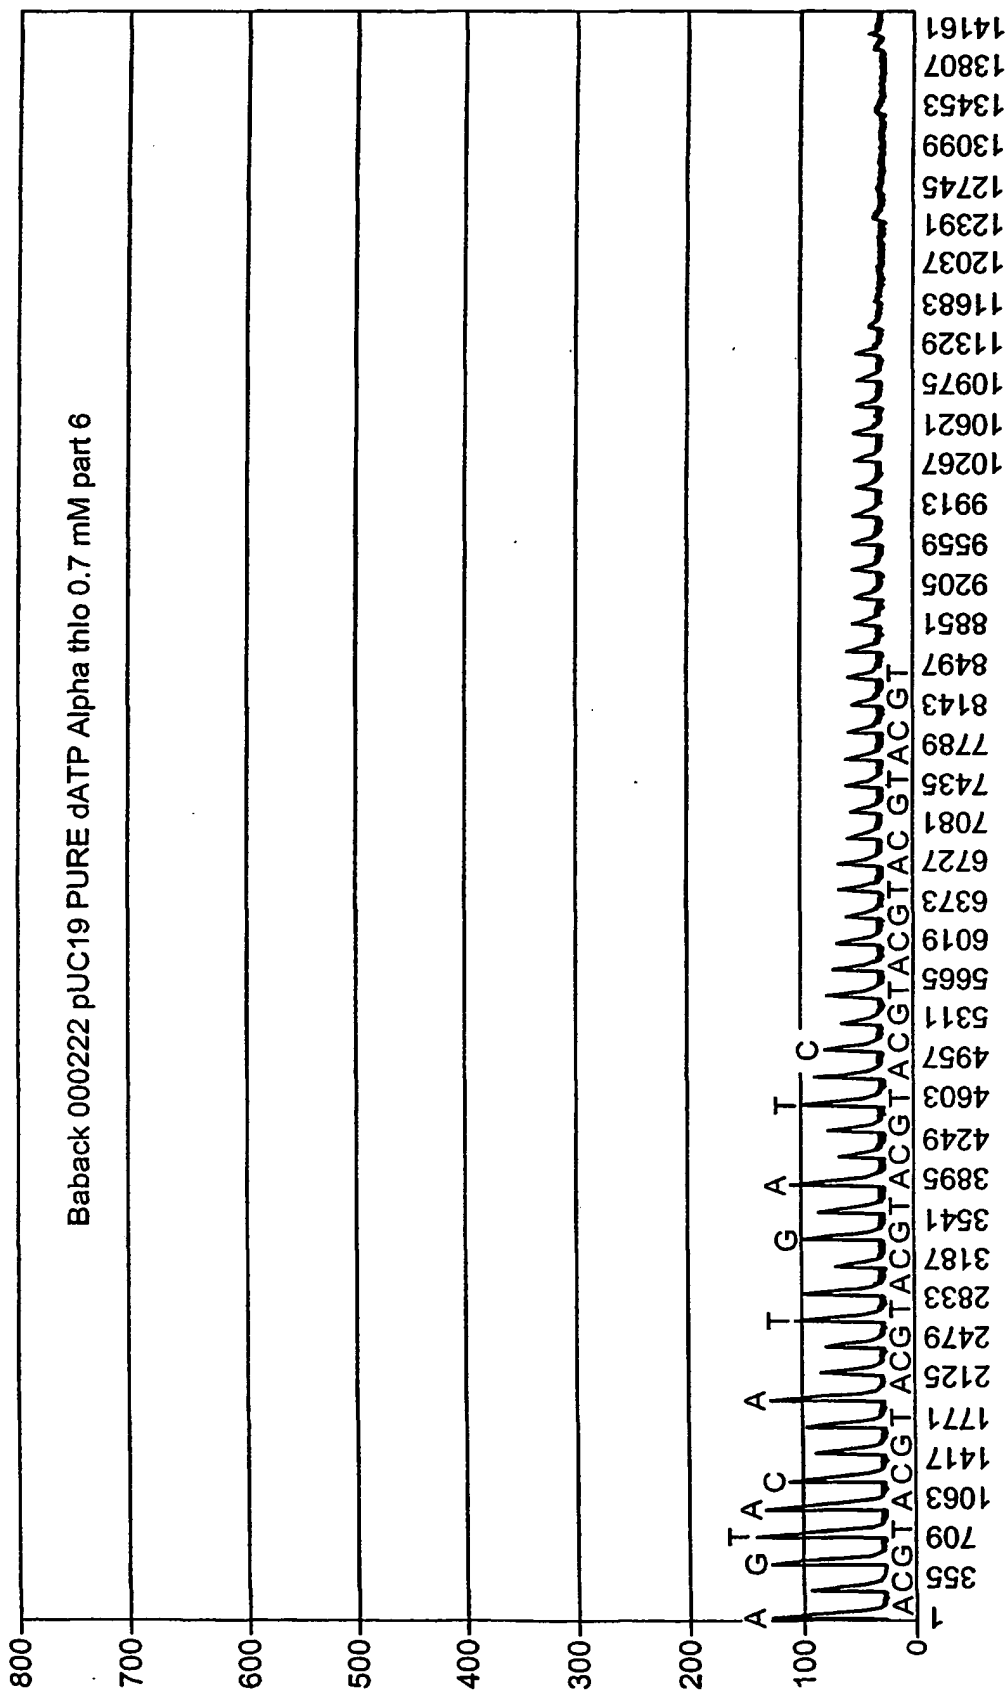 Baback 000222 pUC19 PURE dATP Alpha thIo 0.7 mM part 6
800
700
600
500
400
300
200
100
0
A G T A C A T G A T C
ACGTACGTACGTACGTACGTACGTACGTAC GTACGT
1 355 709 1063 1417 1771 2125 2479 2833 3187 3541 3895 4249 4603 4957 5311 5665 6019 6373 6727 7081 7435 7789 8143 8497 8851 9205 9559 9913 10267 10621 10975 11329 11683 12037 12391 12745 13099 13453 13807 14161